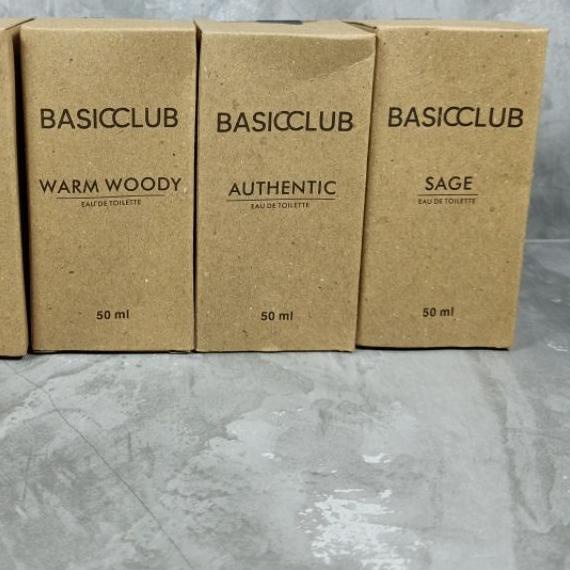 BASICCLUB
WARM WOODY
EAU DE TOILETTE
50 ml
BASICCLUB
AUTHENTIC
EAU DE TOILETTE
50 ml
BASICCLUB
SAGE
EAU DE TOILETTE
50 ml